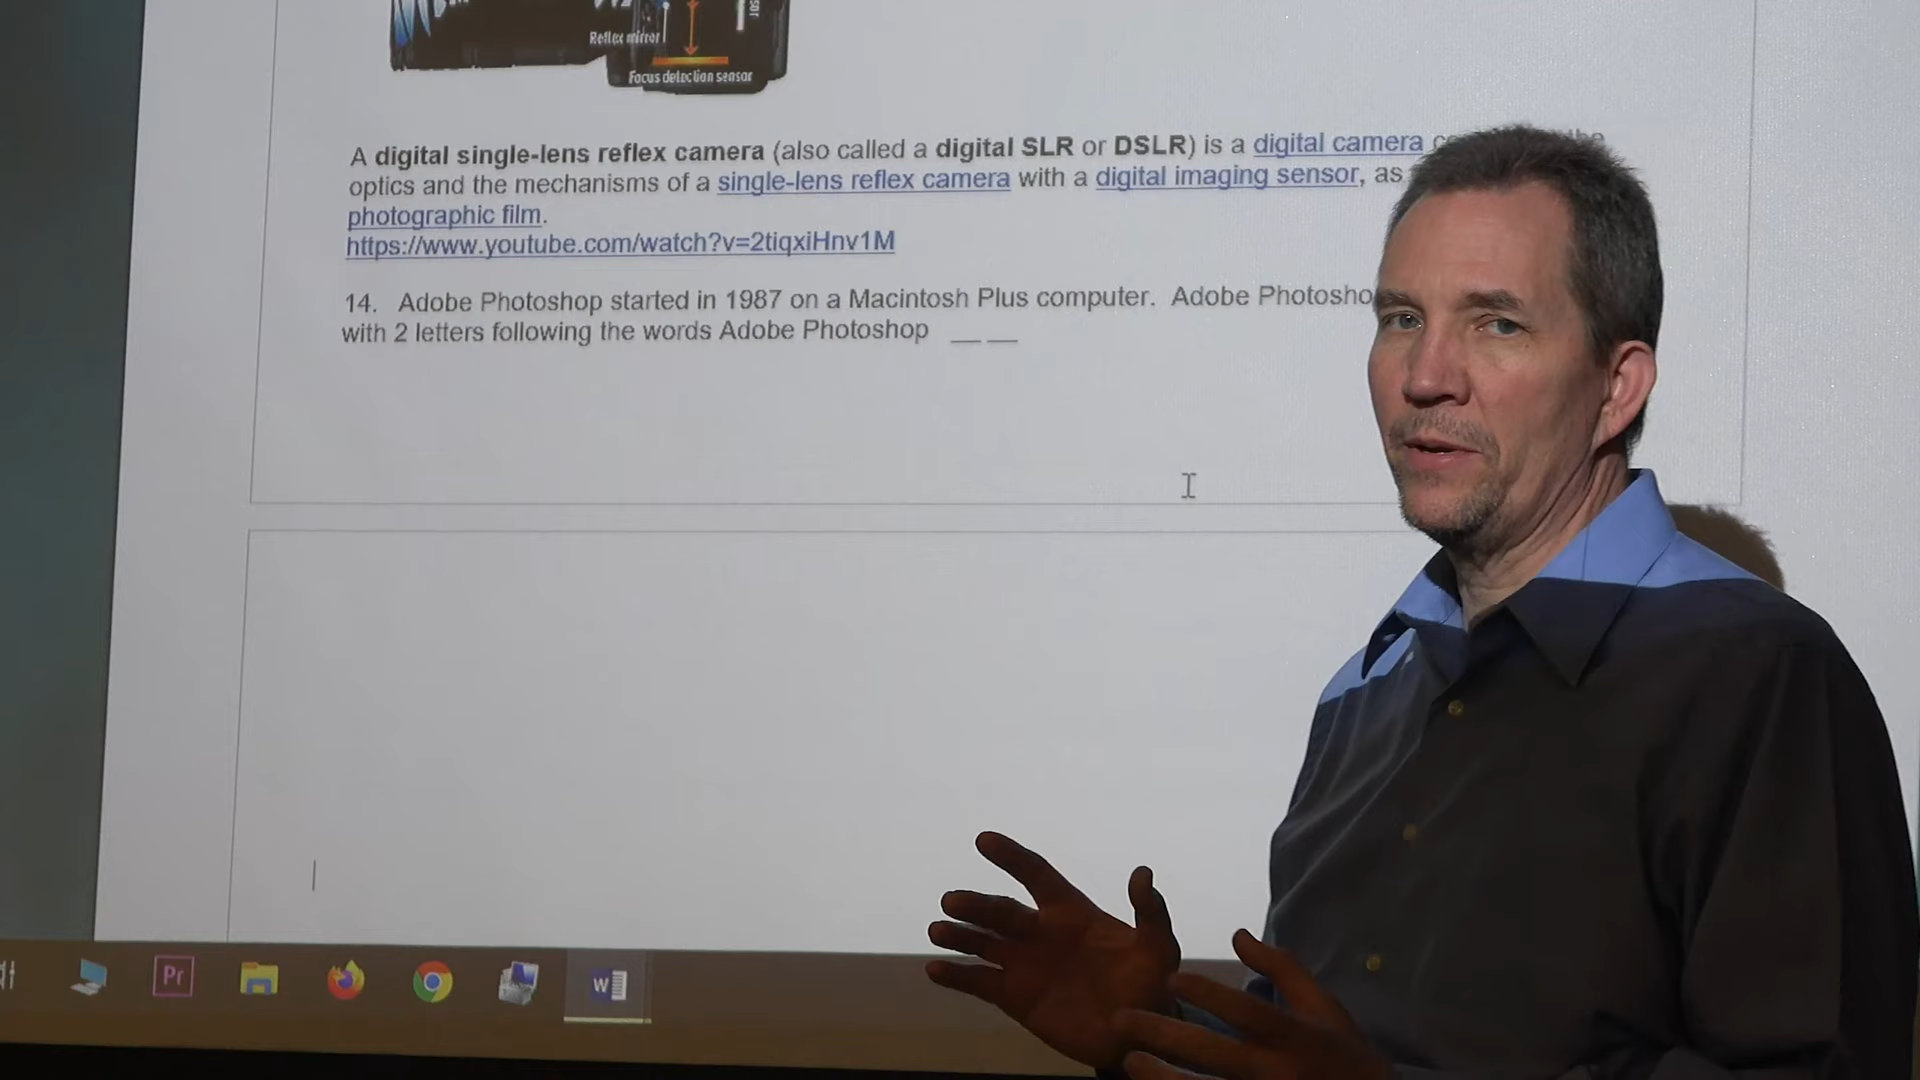 Reflex mirror
Focus detection sensor
A digital single-lens reflex camera (also called a digital SLR or DSLR) is a digital camera the
optics and the mechanisms of a single-lens reflex camera with a digital imaging sensor, as
photographic film.
https://www.youtube.com/watch?v=2tiqxiHnv1M
14. Adobe Photoshop started in 1987 on a Macintosh Plus computer. Adobe Photosho
with 2 letters following the words Adobe Photoshop __ __
Pr
W